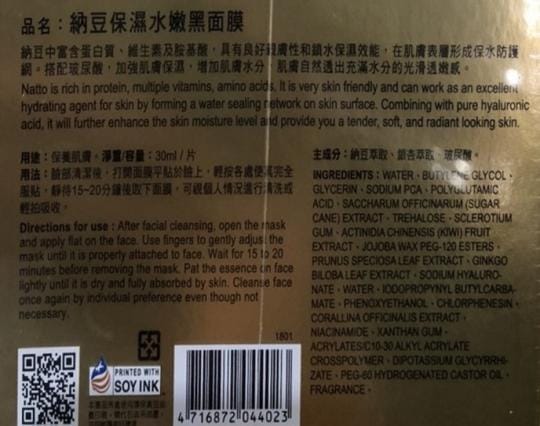 品名：納豆保濕水嫩黑面膜
納豆中富含蛋白質、維生素及胺基酸，具有良好親膚性和鎖水保濕效能，在肌膚表層形成保水防護
網。搭配玻尿酸，加強肌膚保濕，增加肌膚水分，肌膚自然透出充滿水分的光滑透嫩感。
Natto is rich in protein, multiple vitamins, amino acids. It is very skin friendly and can work as an excellent
hydrating agent for skin by forming a water sealing network on skin surface. Combining with pure hyaluronic
acid, it will further enhance the skin moisture level and provide you a tender, soft, and radiant looking skin.
用途：保養肌膚。淨重/容量：30ml / 片
用法：臉部清潔後，打開面膜平貼於臉上，輕按各處使其完全
服貼，靜待15~20分鐘後取下面膜，可視個人情況進行清洗或
輕拍吸收。
Directions for use : After facial cleansing, open the mask
and apply flat on the face. Use fingers to gently adjust the
mask until it is properly attached to face. Wait for 15 to 20
minutes before removing the mask. Pat the essence on face
lightly until it is dry and fully absorbed by skin. Cleanse face
once again by individual preference even though not
necessary.
主成分：納豆萃取、銀杏萃取、玻尿酸。
INGREDIENTS : WATER、BUTYLENE GLYCOL、
GLYCERIN、SODIUM PCA、POLYGLUTAMIC
ACID、SACCHARUM OFFICINARUM (SUGAR
CANE) EXTRACT、TREHALOSE、SCLEROTIUM
GUM、ACTINIDIA CHINENSIS (KIWI) FRUIT
EXTRACT、JOJOBA WAX PEG-120 ESTERS、
PRUNUS SPECIOSA LEAF EXTRACT、GINKGO
BILOBA LEAF EXTRACT、SODIUM HYALURO-
NATE、WATER、IODOPROPYNYL BUTYLCARBA-
MATE、PHENOXYETHANOL、CHLORPHENESIN、
CORALLINA OFFICINALIS EXTRACT、
NIACINAMIDE、XANTHAN GUM、
ACRYLATES/C10-30 ALKYL ACRYLATE
CROSSPOLYMER、DIPOTASSIUM GLYCYRRHI-
ZATE、PEG-60 HYDROGENATED CASTOR OIL、
FRAGRANCE。
1801
PRINTED WITH
SOY INK
4 716872 044023